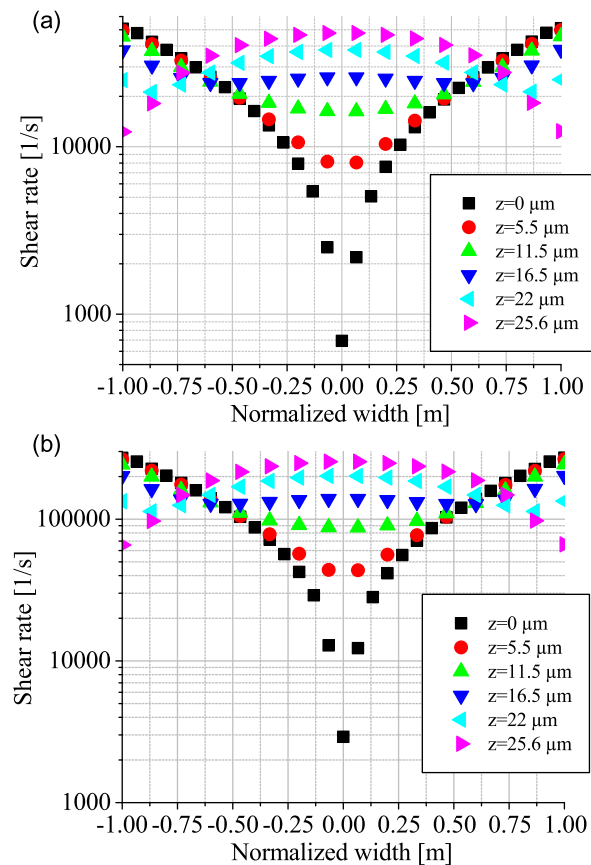 (a)
Shear rate [1/s]
10000
1000
z=0 µm
z=5.5 µm
z=11.5 µm
z=16.5 µm
z=22 µm
z=25.6 µm
-1.00 -0.75 -0.50 -0.25 0.00 0.25 0.50 0.75 1.00
Normalized width [m]
(b)
Shear rate [1/s]
100000
10000
1000
z=0 µm
z=5.5 µm
z=11.5 µm
z=16.5 µm
z=22 µm
z=25.6 µm
-1.00 -0.75 -0.50 -0.25 0.00 0.25 0.50 0.75 1.00
Normalized width [m]